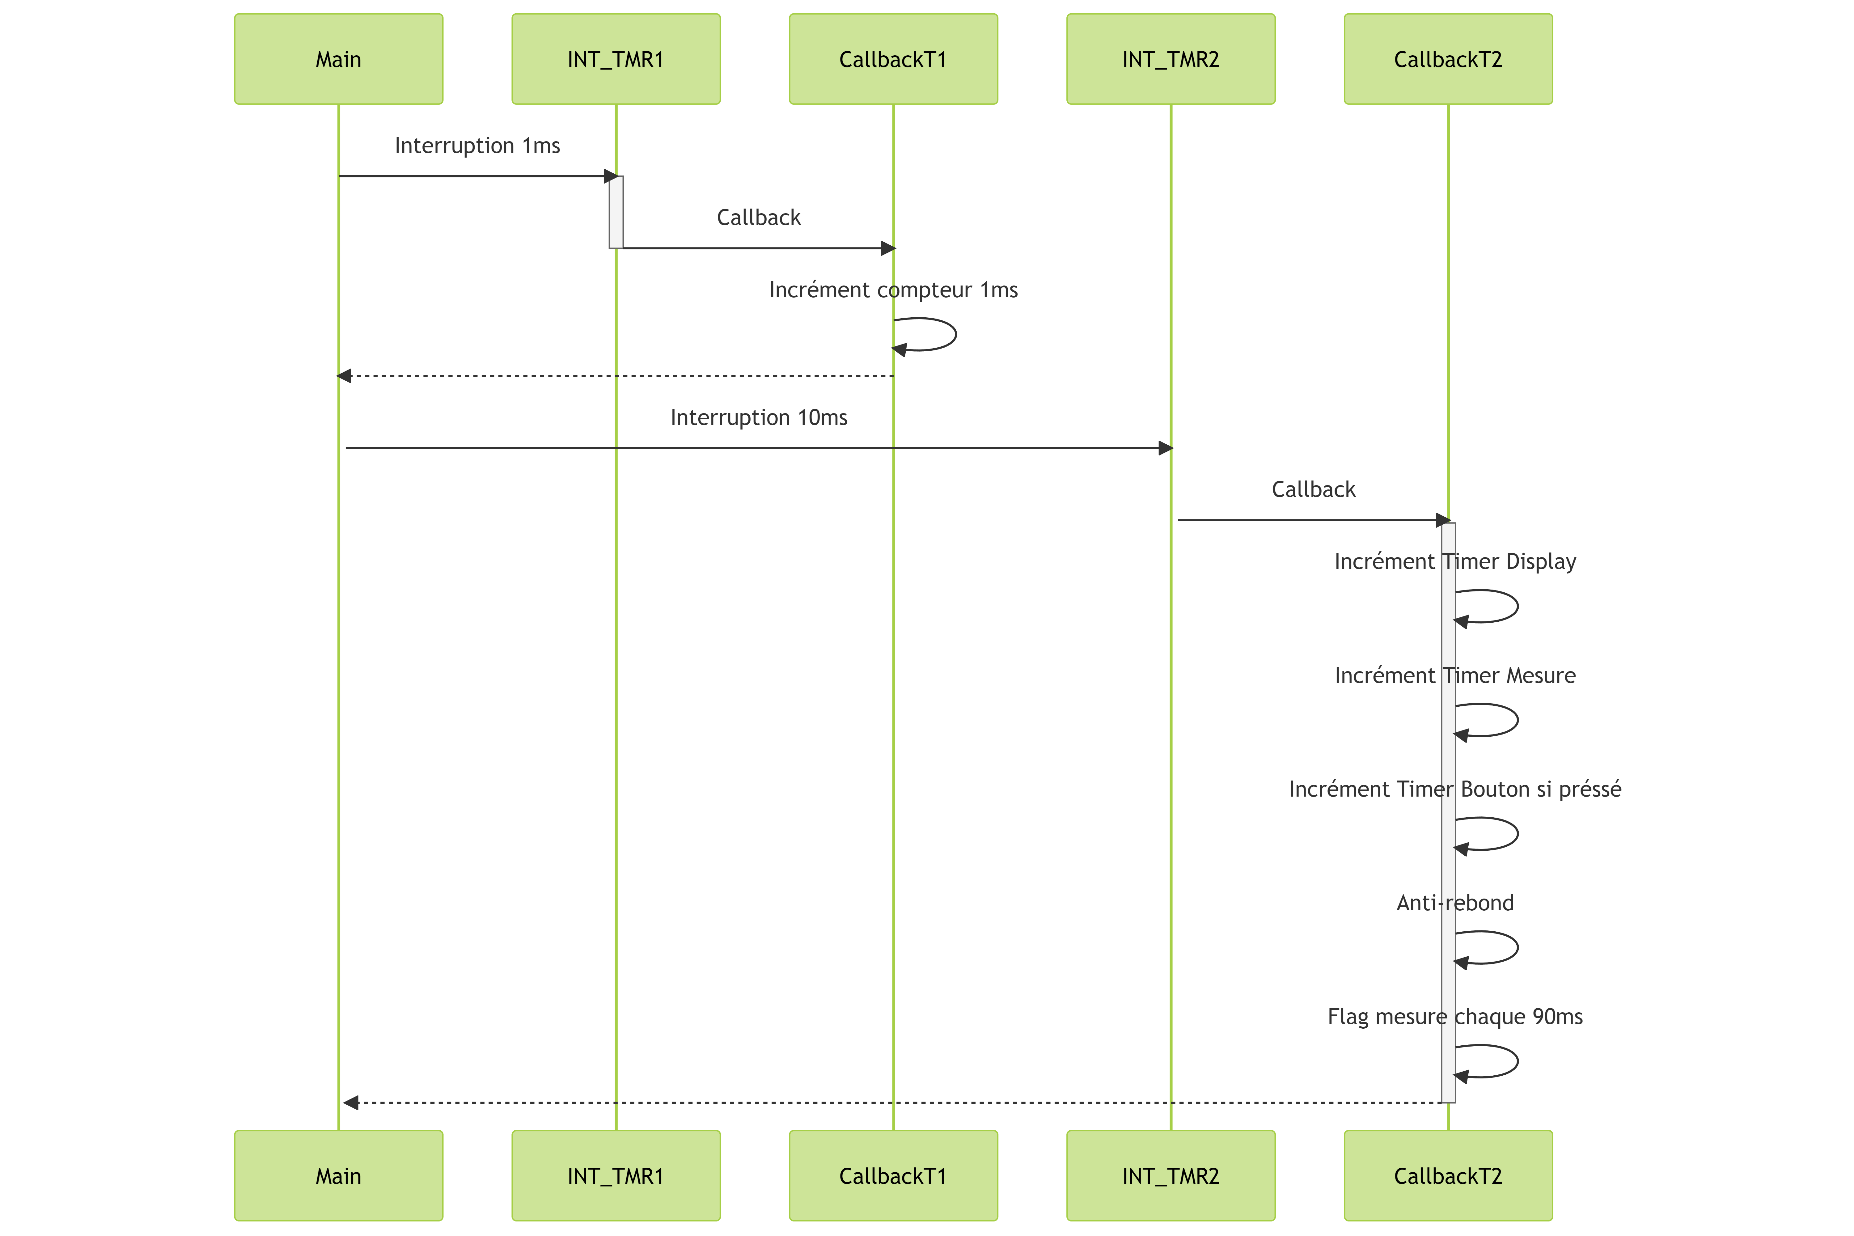 Main
INT_TMR1
CallbackT1
INT_TMR2
CallbackT2
Interruption 1ms
Callback
Incrément compteur 1ms
Interruption 10ms
Callback
Incrément Timer Display
Incrément Timer Mesure
Incrément Timer Bouton si préssé
Anti-rebond
Flag mesure chaque 90ms
Main
INT_TMR1
CallbackT1
INT_TMR2
CallbackT2